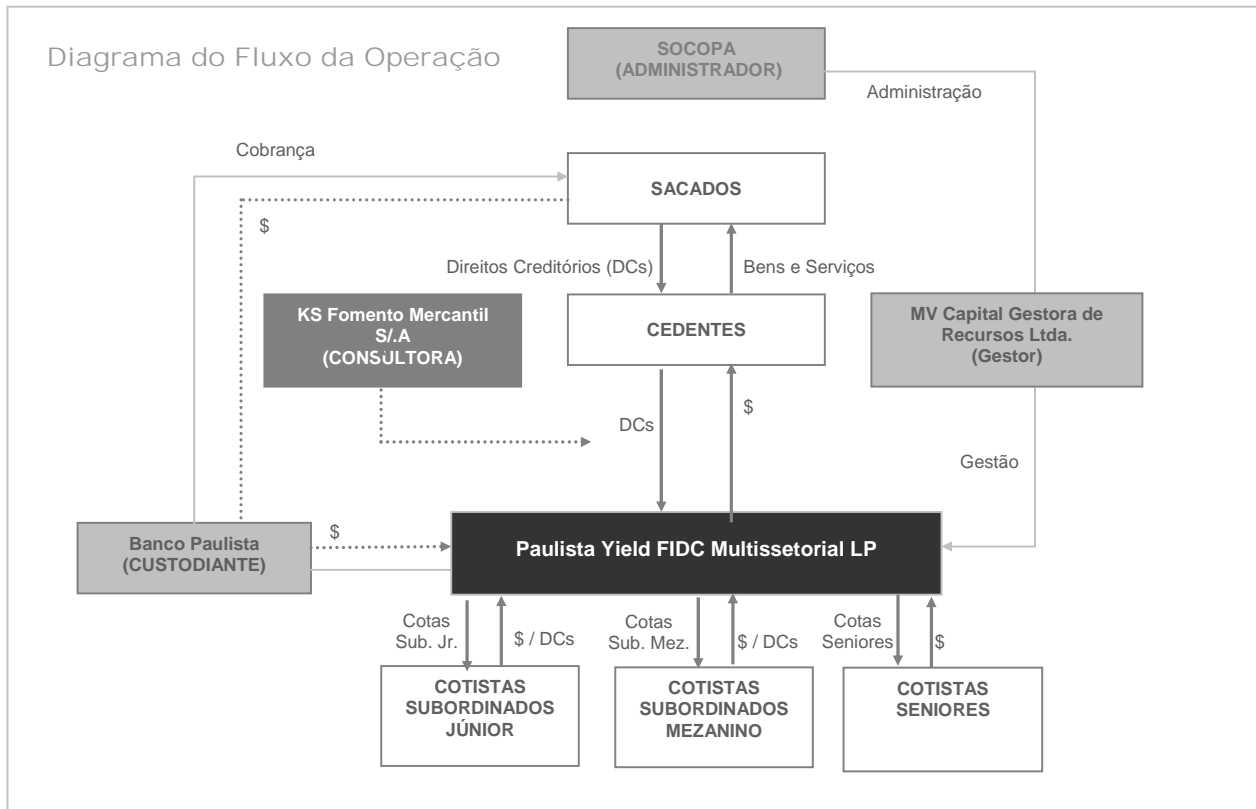 Diagrama do Fluxo da Operação
SOCOPA
(ADMINISTRADOR)
Administração
Cobrança
SACADOS
$
Direitos Creditórios (DCs)
Bens e Serviços
KS Fomento Mercantil
S/.A
(CONSULTORA)
CEDENTES
MV Capital Gestora de
Recursos Ltda.
(Gestor)
$
DCs
Gestão
Banco Paulista
(CUSTODIANTE)
$
Paulista Yield FIDC Multissetorial LP
Cotas
Sub. Jr.
$ / DCs
Cotas
Sub. Mez.
$ / DCs
Cotas
Seniores
$
COTISTAS
SUBORDINADOS
JÚNIOR
COTISTAS
SUBORDINADOS
MEZANINO
COTISTAS
SENIORES